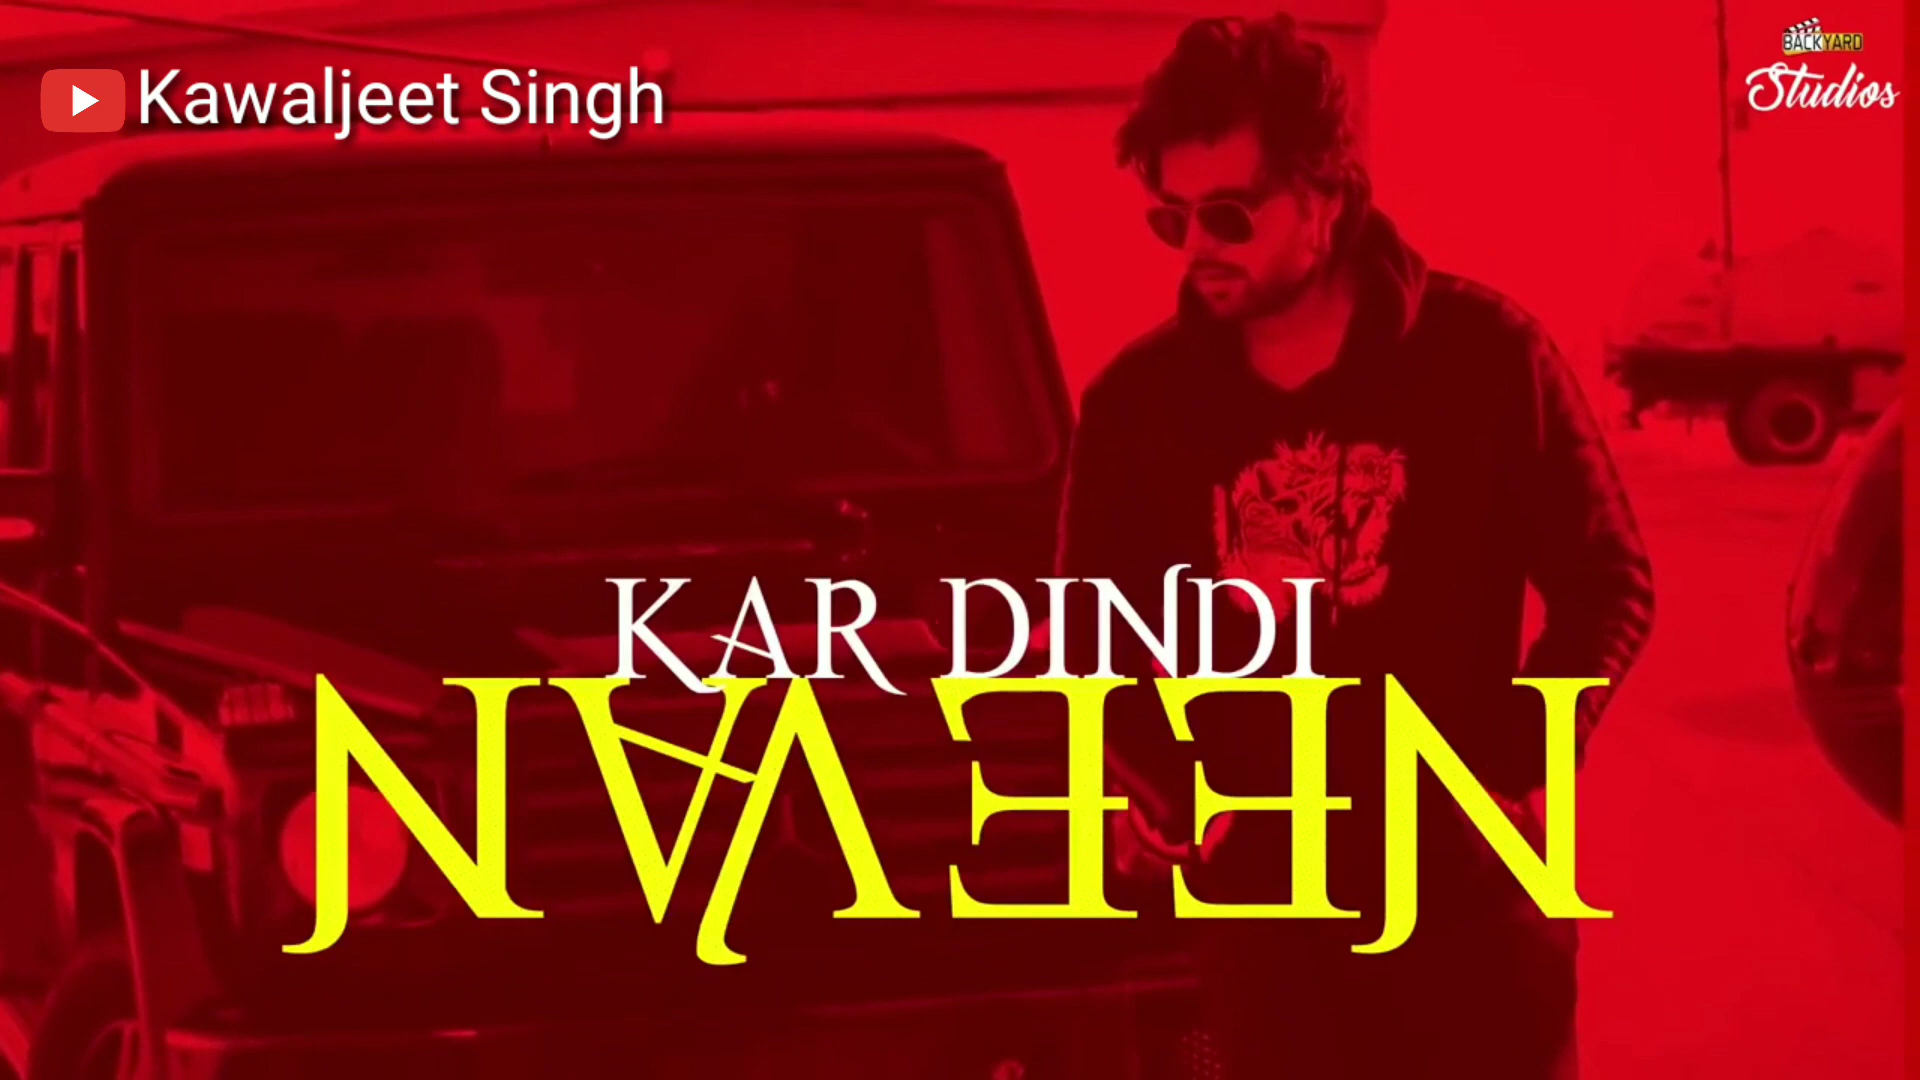 Kawaljeet Singh
BACKYARD
Studios
KAR DINDI
NEEVAN